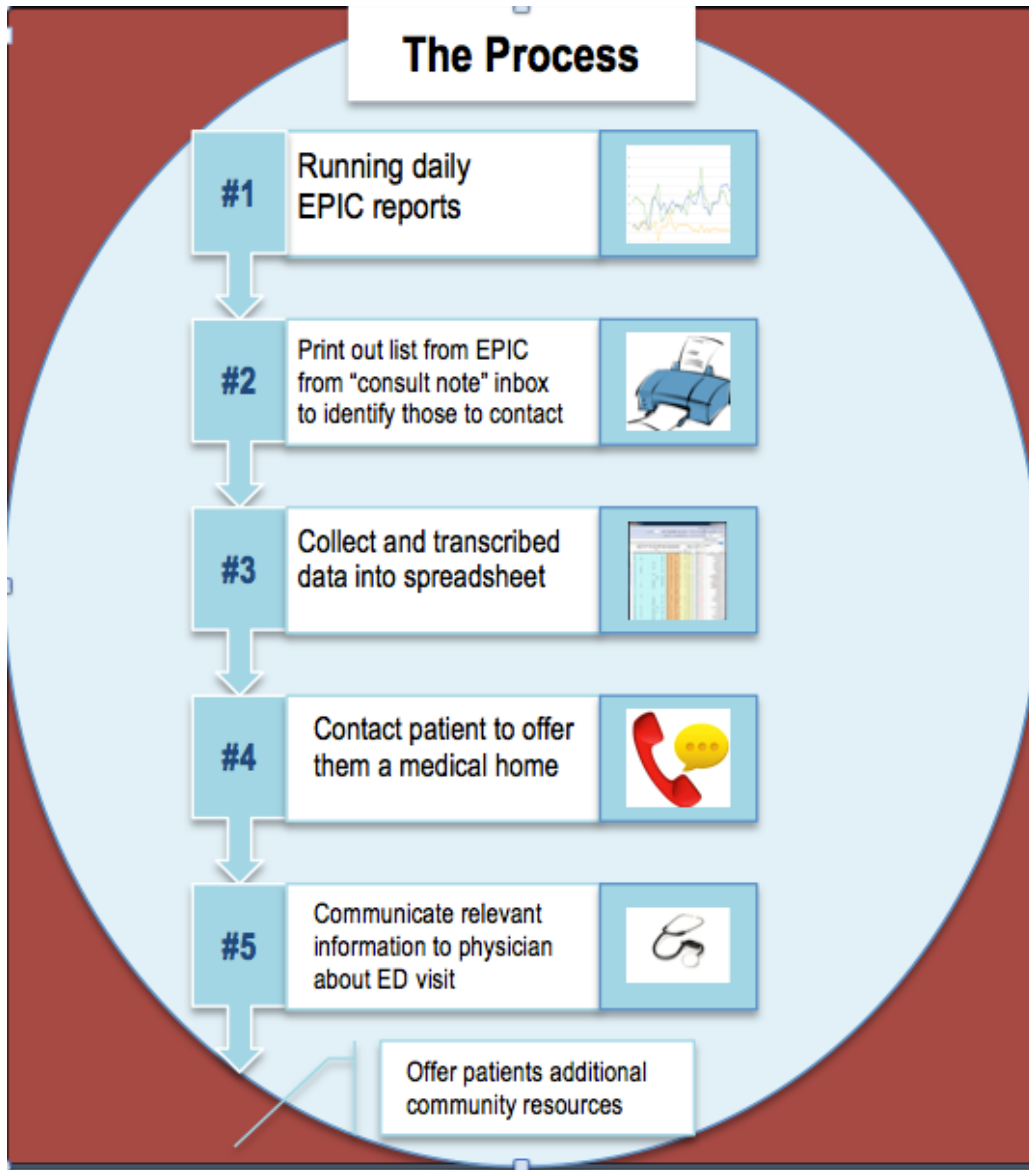 The Process
#1
Running daily
EPIC reports
#2
Print out list from EPIC
from “consult note” inbox
to identify those to contact
#3
Collect and transcribed
data into spreadsheet
#4
Contact patient to offer
them a medical home
#5
Communicate relevant
information to physician
about ED visit
Offer patients additional
community resources